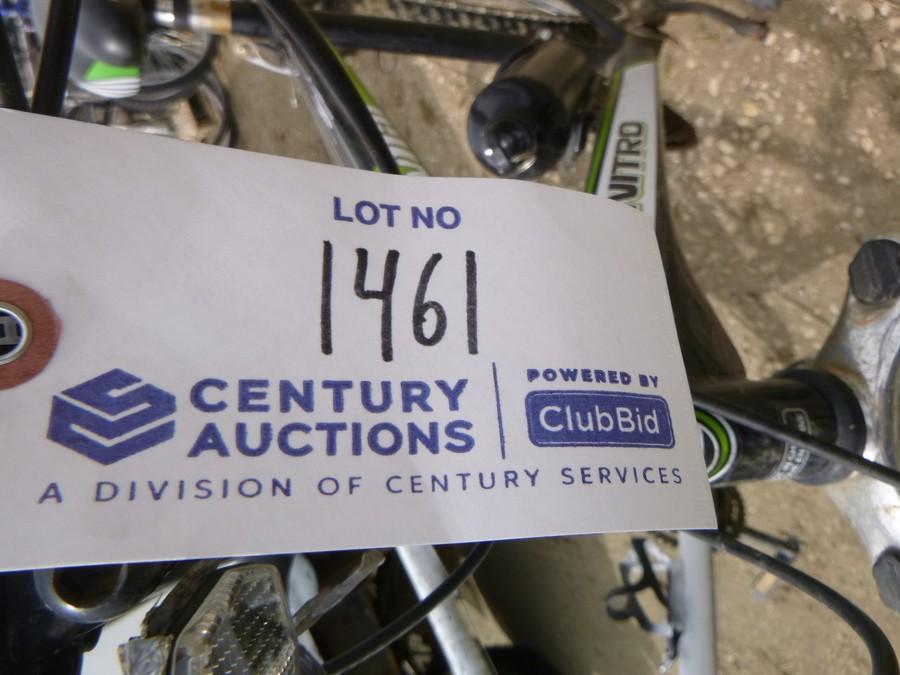 NITRO
LOT NO
1461
CENTURY
AUCTIONS
POWERED BY
ClubBid
A DIVISION OF CENTURY SERVICES